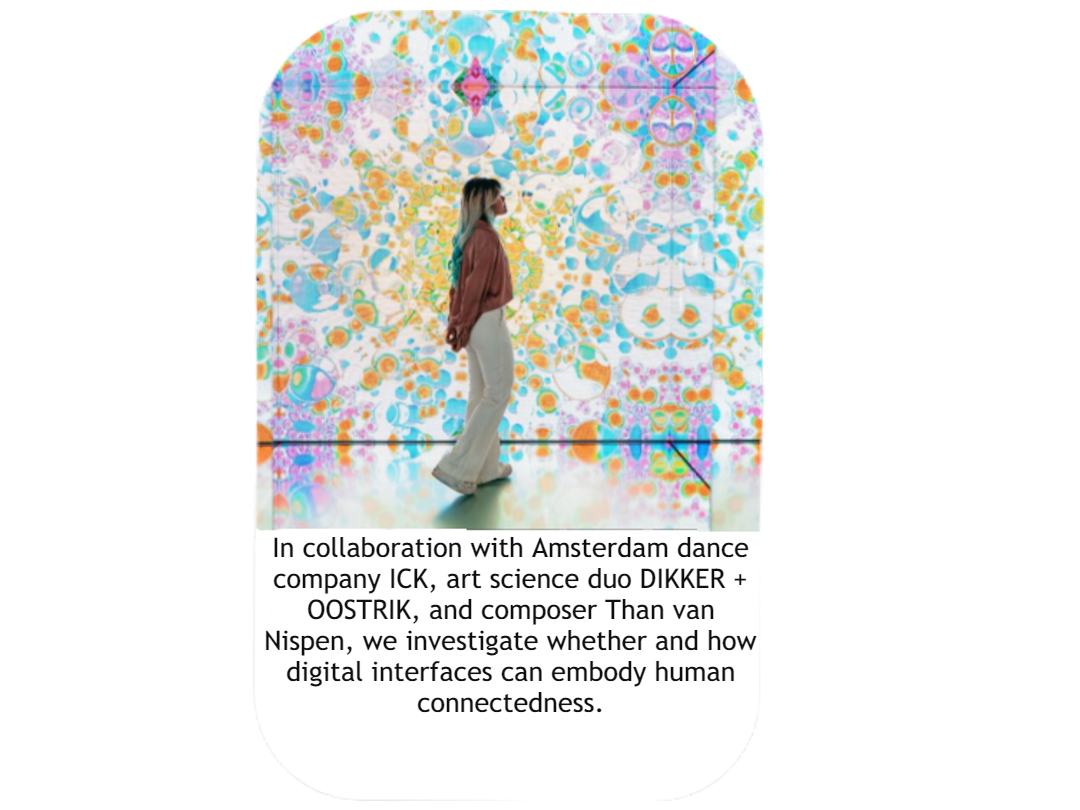 In collaboration with Amsterdam dance
company ICK, art science duo DIKKER +
OOSTRIK, and composer Than van
Nispen, we investigate whether and how
digital interfaces can embody human
connectedness.